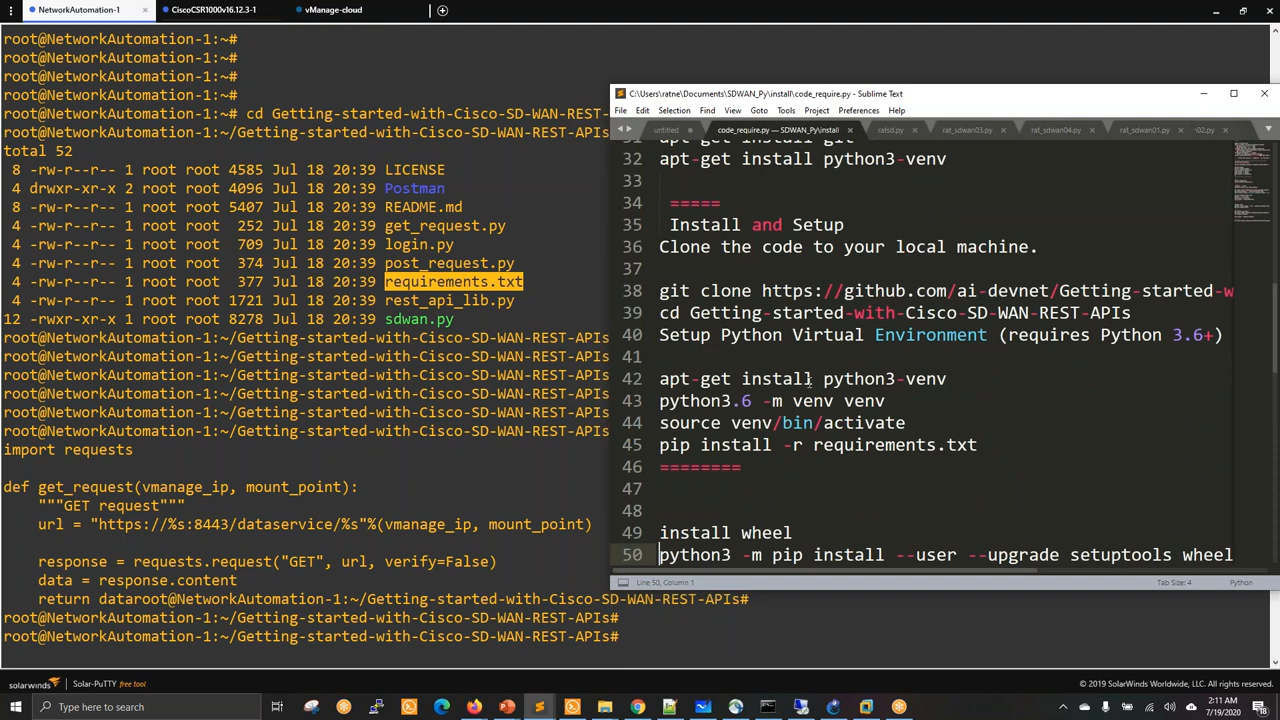 NetworkAutomation-1
CiscoCSR1000v16.12.3-1
vManage-cloud
root@NetworkAutomation-1:~#
root@NetworkAutomation-1:~#
root@NetworkAutomation-1:~#
root@NetworkAutomation-1:~#
root@NetworkAutomation-1:~# cd Getting-started-with-Cisco-SD-WAN-REST-
root@NetworkAutomation-1:~/Getting-started-with-Cisco-SD-WAN-REST-APIs
total 52
8 -rw-r--r-- 1 root root 4585 Jul 18 20:39 LICENSE
4 drwxr-xr-x 2 root root 4096 Jul 18 20:39 Postman
8 -rw-r--r-- 1 root root 5407 Jul 18 20:39 README.md
4 -rw-r--r-- 1 root root 252 Jul 18 20:39 get_request.py
4 -rw-r--r-- 1 root root 709 Jul 18 20:39 login.py
4 -rw-r--r-- 1 root root 374 Jul 18 20:39 post_request.py
4 -rw-r--r-- 1 root root 377 Jul 18 20:39 requirements.txt
4 -rw-r--r-- 1 root root 1721 Jul 18 20:39 rest_api_lib.py
12 -rwxr-xr-x 1 root root 8278 Jul 18 20:39 sdwan.py
root@NetworkAutomation-1:~/Getting-started-with-Cisco-SD-WAN-REST-APIs
root@NetworkAutomation-1:~/Getting-started-with-Cisco-SD-WAN-REST-APIs
root@NetworkAutomation-1:~/Getting-started-with-Cisco-SD-WAN-REST-APIs
root@NetworkAutomation-1:~/Getting-started-with-Cisco-SD-WAN-REST-APIs
root@NetworkAutomation-1:~/Getting-started-with-Cisco-SD-WAN-REST-APIs
root@NetworkAutomation-1:~/Getting-started-with-Cisco-SD-WAN-REST-APIs
import requests
def get_request(vmanage_ip, mount_point):
"""GET request"""
url = "https://%s:8443/dataservice/%s"%(vmanage_ip, mount_point)
response = requests.request("GET", url, verify=False)
data = response.content
return dataroot@NetworkAutomation-1:~/Getting-started-with-Cisco-SD-WAN-REST-APIs#
root@NetworkAutomation-1:~/Getting-started-with-Cisco-SD-WAN-REST-APIs#
root@NetworkAutomation-1:~/Getting-started-with-Cisco-SD-WAN-REST-APIs#
C:\Users\ratne\Documents\SDWAN_Py\install\code_require.py - Sublime Text
File Edit Selection Find View Goto Tools Project Preferences Help
untitled
code_require.py — SDWAN_Py\install
ratsd.py
rat_sdwan03.py
rat_sdwan04.py
rat_sdwan01.py
02.py
31 apt-get install git
32 apt-get install python3-venv
33
34 =====
35 Install and Setup
36 Clone the code to your local machine.
37
38 git clone https://github.com/ai-devnet/Getting-started-w
39 cd Getting-started-with-Cisco-SD-WAN-REST-APIs
40 Setup Python Virtual Environment (requires Python 3.6+)
41
42 apt-get install python3-venv
43 python3.6 -m venv venv
44 source venv/bin/activate
45 pip install -r requirements.txt
46 ========
47
48
49 install wheel
50 python3 -m pip install --user --upgrade setuptools wheel
Line 50, Column 1
Tab Size: 4
Python
solarwinds
Solar-PuTTY free tool
© 2019 SolarWinds Worldwide, LLC. All rights reserved.
Type here to search
2:11 AM
7/19/2020
18